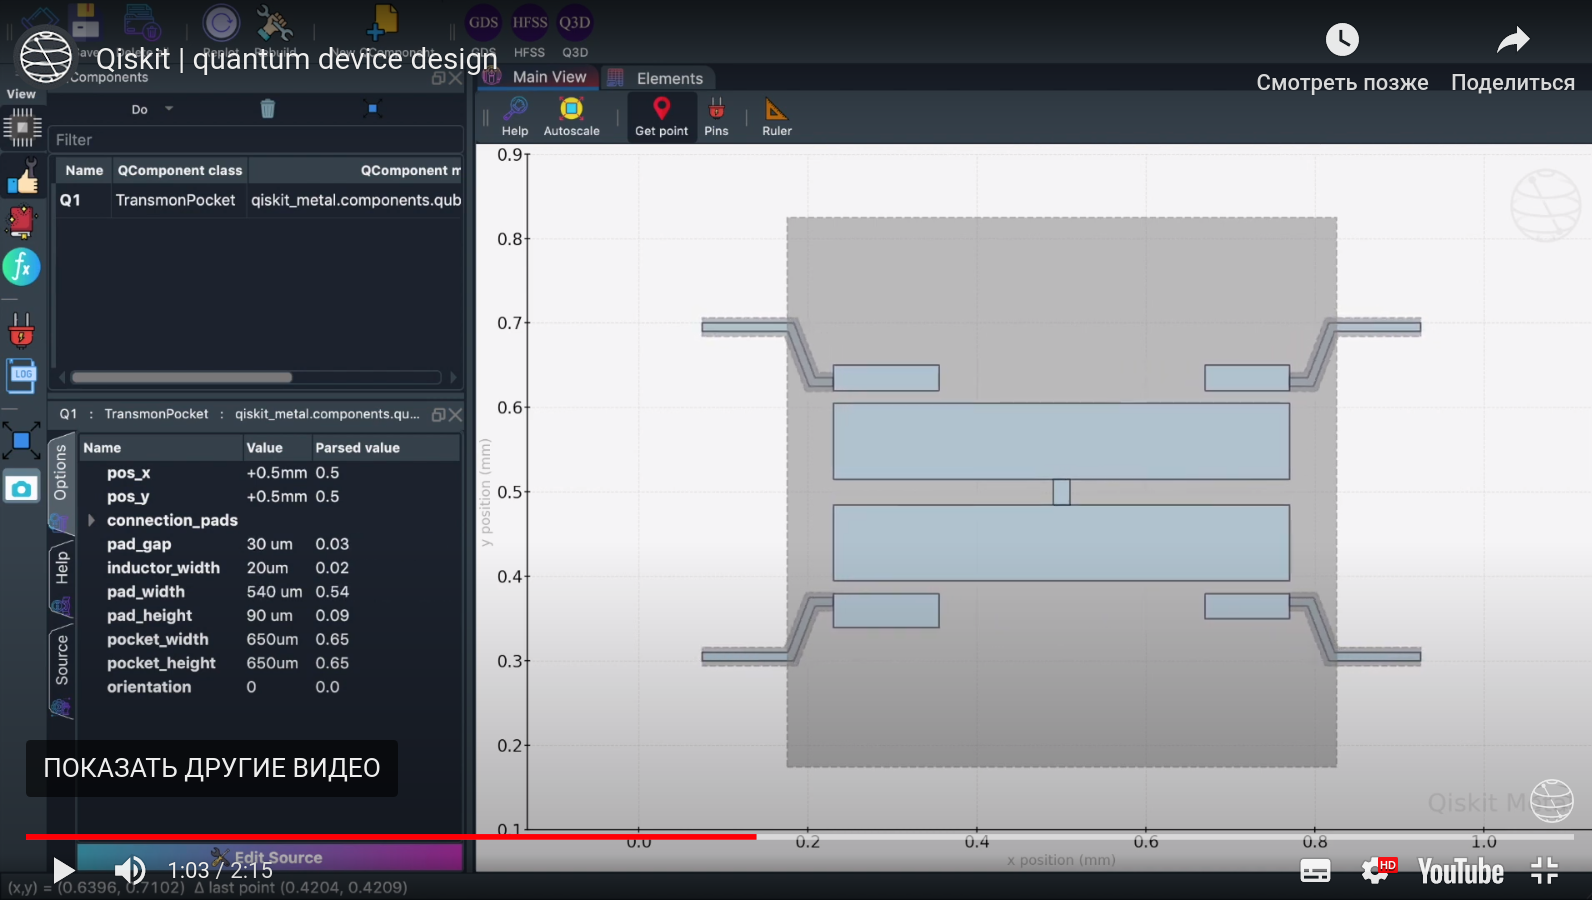 GDS
HFSS
Q3D
Save
Replot
Rebuild
New QComponent
GDS
HFSS
Q3D
Qiskit | quantum device design
Смотреть позже
Поделиться
Components
Main View
Elements
View
Do
Help
Autoscale
Get point
Pins
Ruler
Filter
Name
QComponent class
QComponent m
Q1
TransmonPocket
qiskit_metal.components.qub
LOG
Q1 : TransmonPocket : qiskit_metal.components.qu...
Options
Help
Source
Name Value Parsed value
pos_x +0.5mm 0.5
pos_y +0.5mm 0.5
connection_pads
pad_gap 30 um 0.03
inductor_width 20um 0.02
pad_width 540 um 0.54
pad_height 90 um 0.09
pocket_width 650um 0.65
pocket_height 650um 0.65
orientation 0 0.0
0.9
0.8
0.7
0.6
0.5
0.4
0.3
0.2
0.1
y position (mm)
0.0 0.2 0.4 0.6 0.8 1.0
x position (mm)
ПОКАЗАТЬ ДРУГИЕ ВИДЕО
Qiskit
Edit Source
1:03 / 2:15
HD
YouTube
(x,y) = (0.6396, 0.7102) Δ last point (0.4204, 0.4209)